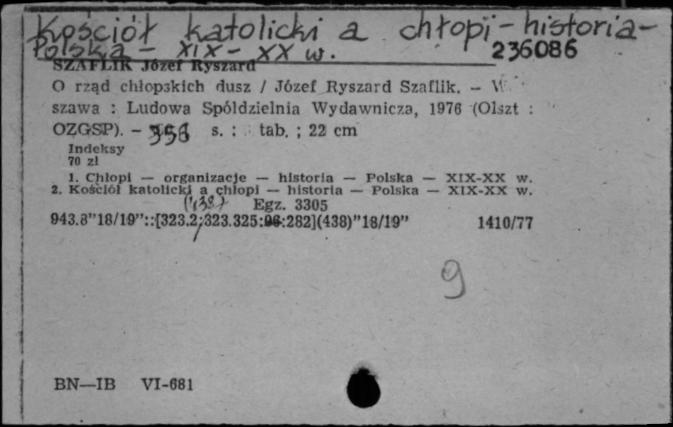 Kościół katolicki a chłopi - historia -
Polska - XIX - XX w.
236086
SZAFLIK Józef Ryszard
O rząd chłopskich dusz / Józef Ryszard Szaflik. —
szawa : Ludowa Spółdzielnia Wydawnicza, 1976 (Olszt :
OZGSP). — s. : tab. ; 22 cm
Indeksy
70 zl
1. Chłopi — organizacje — historia — Polska — XIX-XX w.
2. Kościół katolicki a chłopi — historia — Polska — XIX-XX w.
(438) Egz. 3305
943.8"18/19"::[323.2;323.325::282](438)"18/19" 1410/77
9
BN—IB VI-681